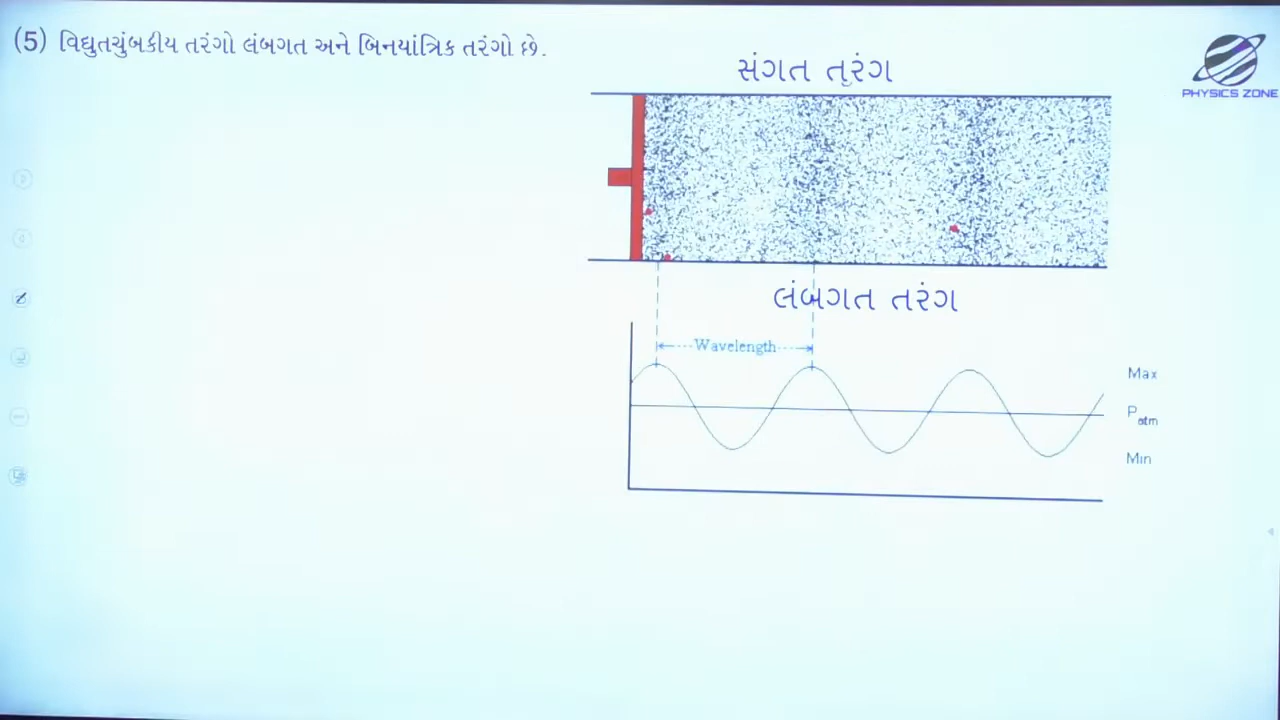 (5) વિદ્યુતચુંબકીય તરંગો લંબગત અને બિનયાંત્રિક તરંગો છે.
સંગત તરંગ
PHYSICS ZONE
લંબગત તરંગ
Wavelength
Max
Patm
Min